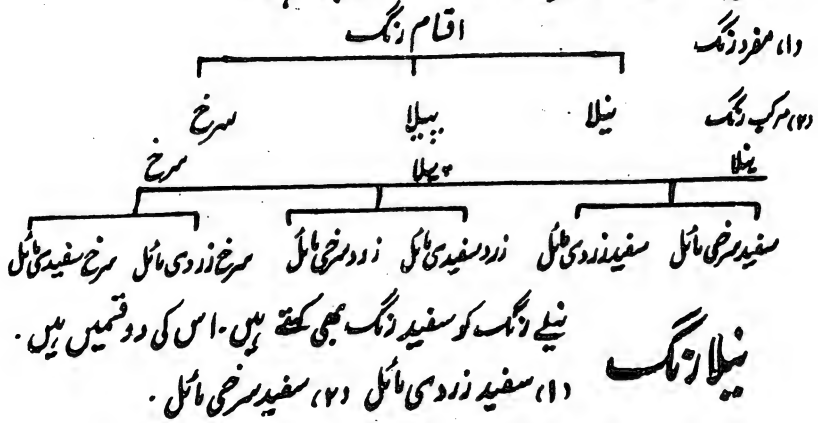 اقسام رنگ
(۱) مفرد رنگ
(۲) مرکب رنگ نیلا پیلا سرخ
نیلا پیلا سرخ
سفید سرخی مائل سفید زردی مائل زرد سفیدی مائل زرد سرخی مائل سرخ زردی مائل سرخ سفیدی مائل
نیلا رنگ
نیلے رنگ کو سفید رنگ بھی کہتے ہیں۔ اس کی دو قسمیں ہیں۔
(۱) سفید زردی مائل (۲) سفید سرخی مائل۔